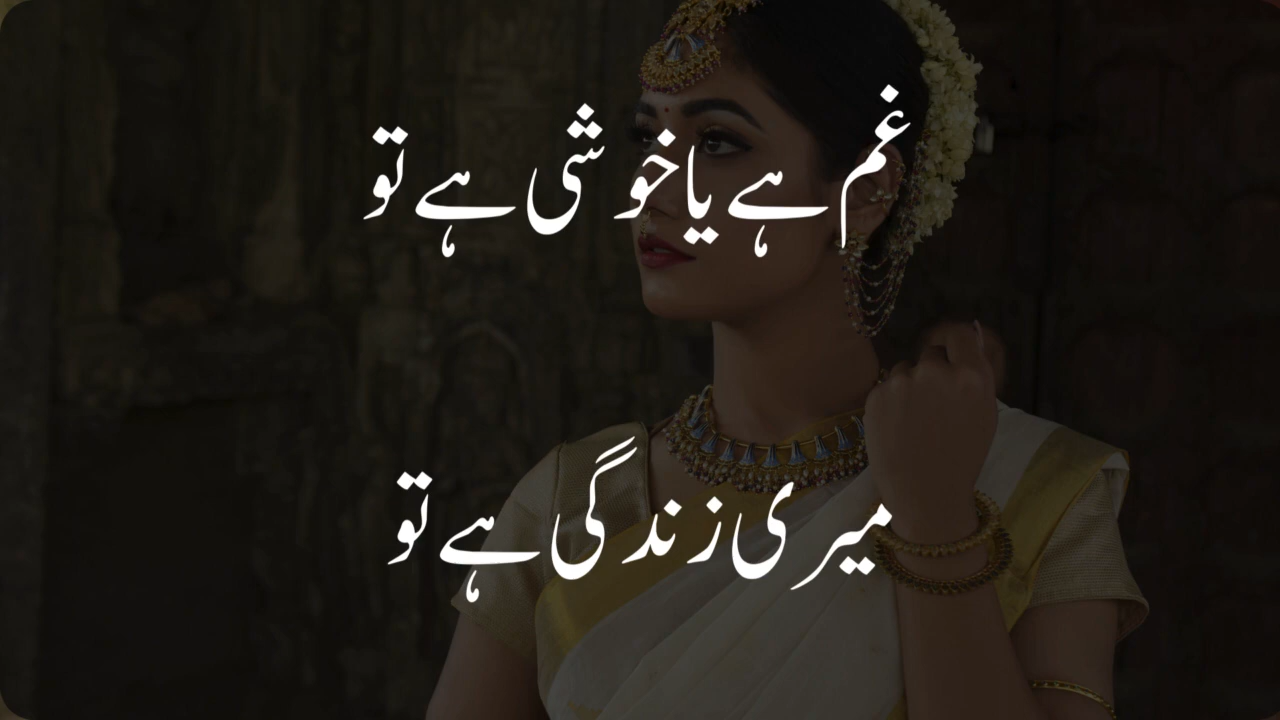 غم ہے یا خوشی ہے تو
میری زندگی ہے تو